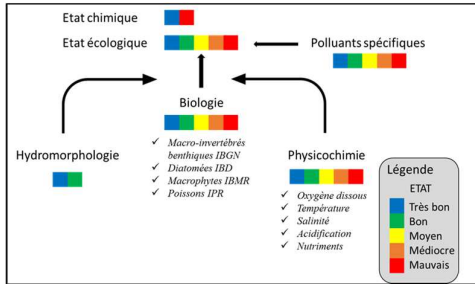 Etat chimique
Etat écologique
Polluants spécifiques
Biologie
✓ Macro-invertébrés
benthiques IBGN
✓ Diatomées IBD
✓ Macrophytes IBMR
✓ Poissons IPR
Hydromorphologie
Physicochimie
✓ Oxygène dissous
✓ Température
✓ Salinité
✓ Acidification
✓ Nutriments
Légende
ETAT
Très bon
Bon
Moyen
Médiocre
Mauvais